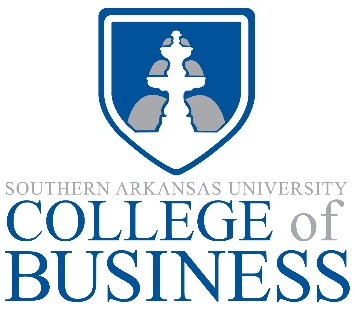 SOUTHERN ARKANSAS UNIVERSITY
COLLEGE of
BUSINESS